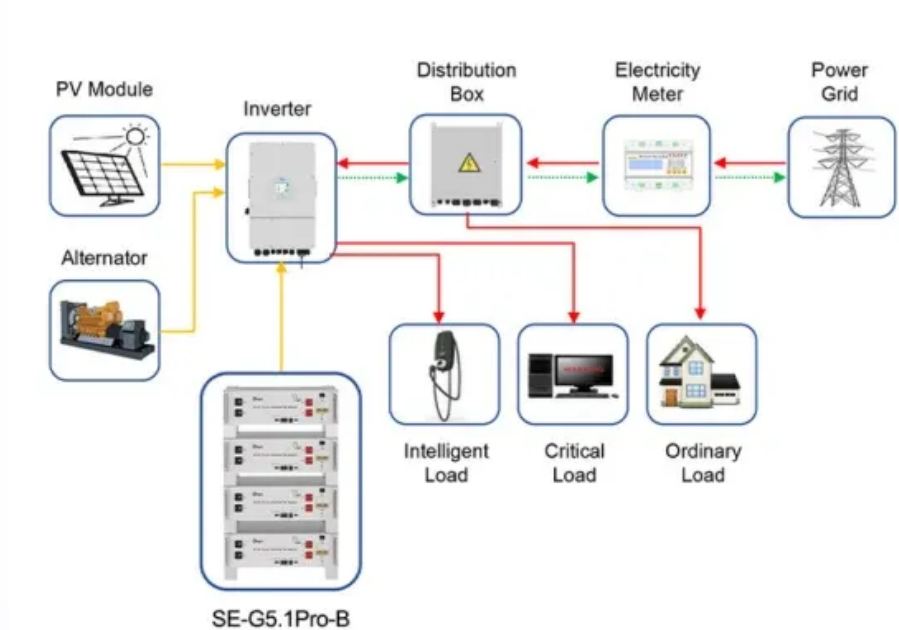 PV Module
Inverter
Distribution
Box
Electricity
Meter
Power
Grid
Alternator
Intelligent
Load
Critical
Load
Ordinary
Load
SE-G5.1Pro-B